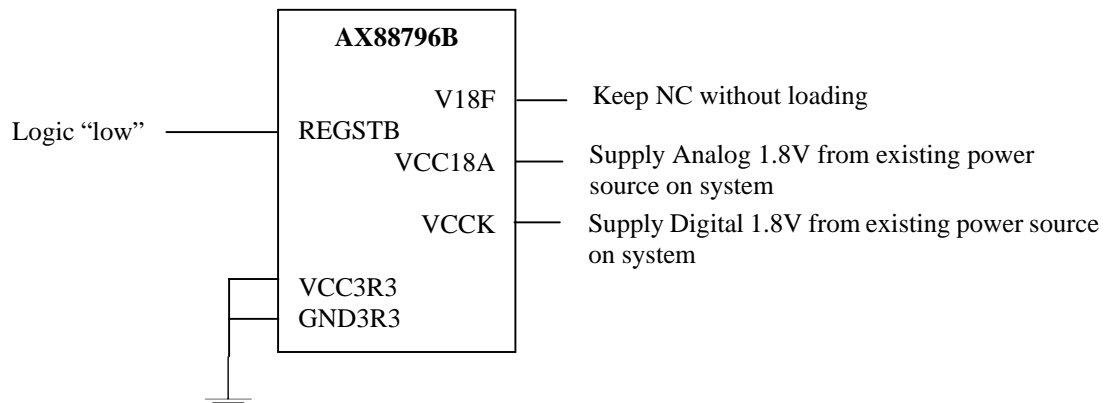 AX88796B
V18F
Keep NC without loading
Logic “low”
REGSTB
VCC18A
Supply Analog 1.8V from existing power
source on system
VCCK
Supply Digital 1.8V from existing power source
on system
VCC3R3
GND3R3